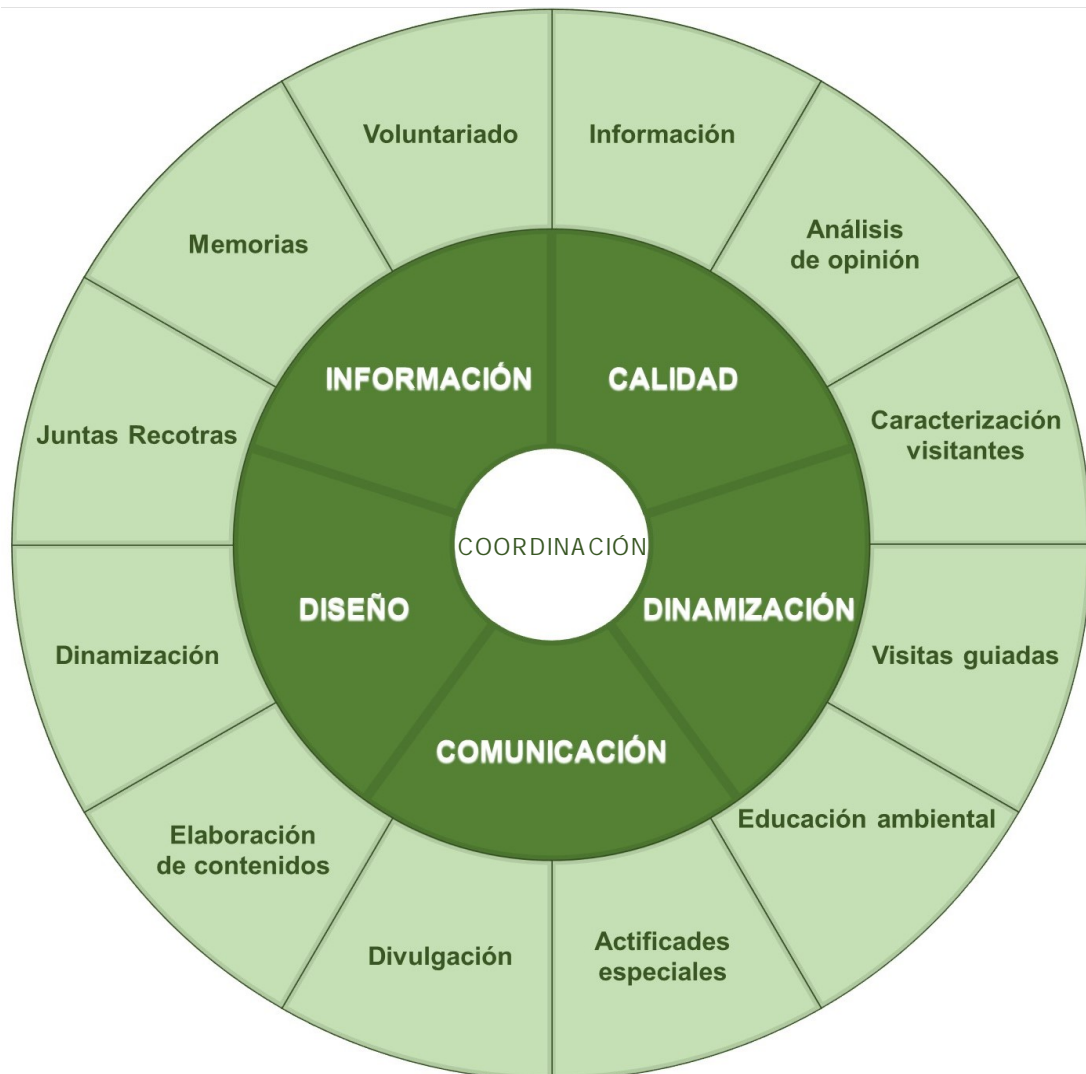 Voluntariado
Información
Análisis
de opinión
Memorias
INFORMACIÓN
CALIDAD
Caracterización
visitantes
Juntas Recotras
COORDINACIÓN
DISEÑO
DINAMIZACIÓN
Dinamización
Visitas guiadas
COMUNICACIÓN
Educación ambiental
Elaboración
de contenidos
Divulgación
Actificades
especiales